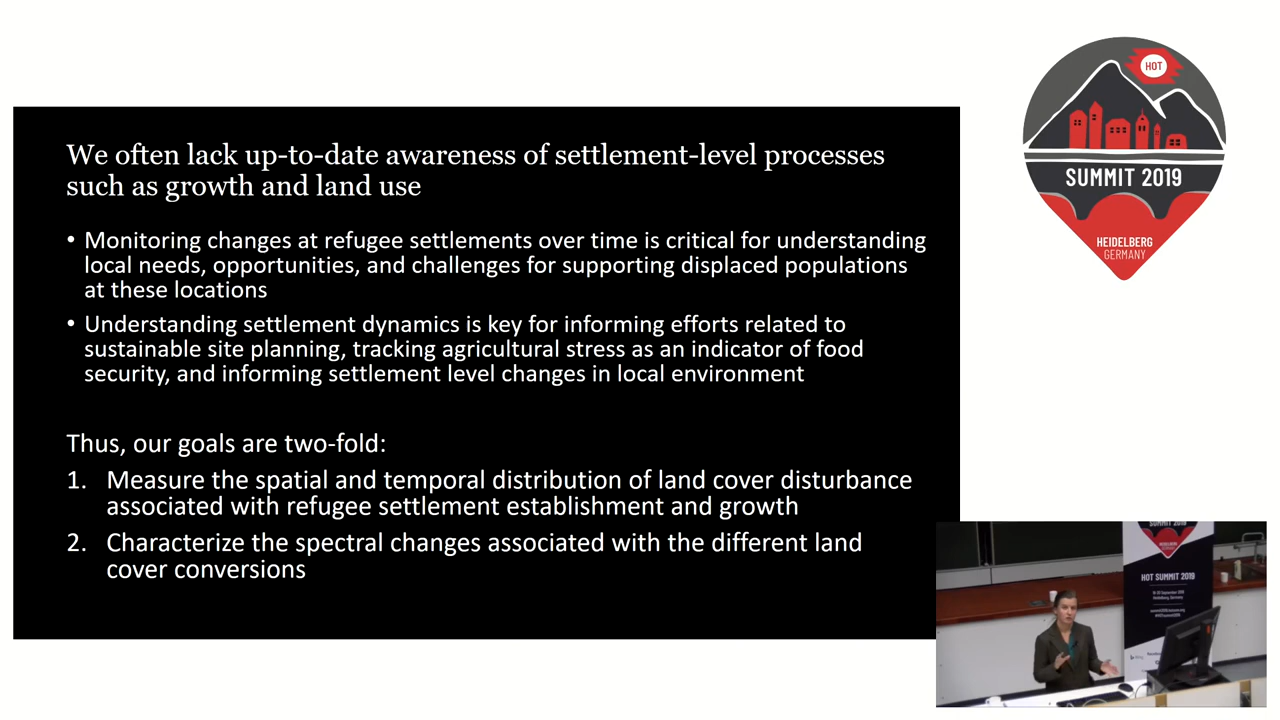 We often lack up-to-date awareness of settlement-level processes
such as growth and land use
• Monitoring changes at refugee settlements over time is critical for understanding
local needs, opportunities, and challenges for supporting displaced populations
at these locations
• Understanding settlement dynamics is key for informing efforts related to
sustainable site planning, tracking agricultural stress as an indicator of food
security, and informing settlement level changes in local environment
Thus, our goals are two-fold:
1. Measure the spatial and temporal distribution of land cover disturbance
associated with refugee settlement establishment and growth
2. Characterize the spectral changes associated with the different land
cover conversions
HOT
SUMMIT 2019
HEIDELBERG
GERMANY
SUMMIT 2019
HEIDELBERG
HOT SUMMIT 2019
Heidelberg, Germany